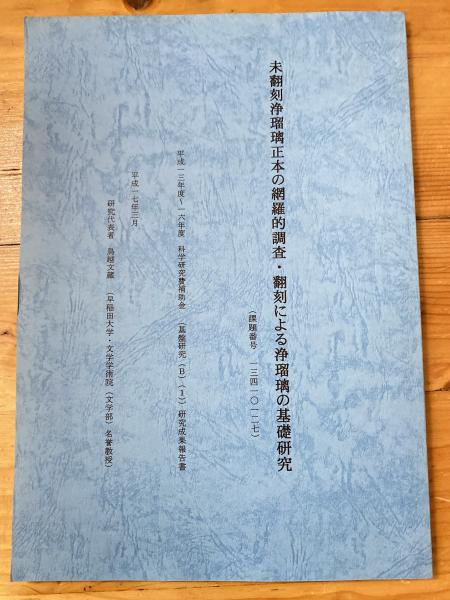 未翻刻浄瑠璃正本の網羅的調査・翻刻による浄瑠璃の基礎研究
（課題番号　一三四一〇一二七）
平成一三年度～一六年度　科学研究費補助金　（基盤研究（B）（1））研究成果報告書
平成一七年三月
研究代表者　鳥越文蔵　（早稲田大学・文学学術院（文学部）名誉教授）